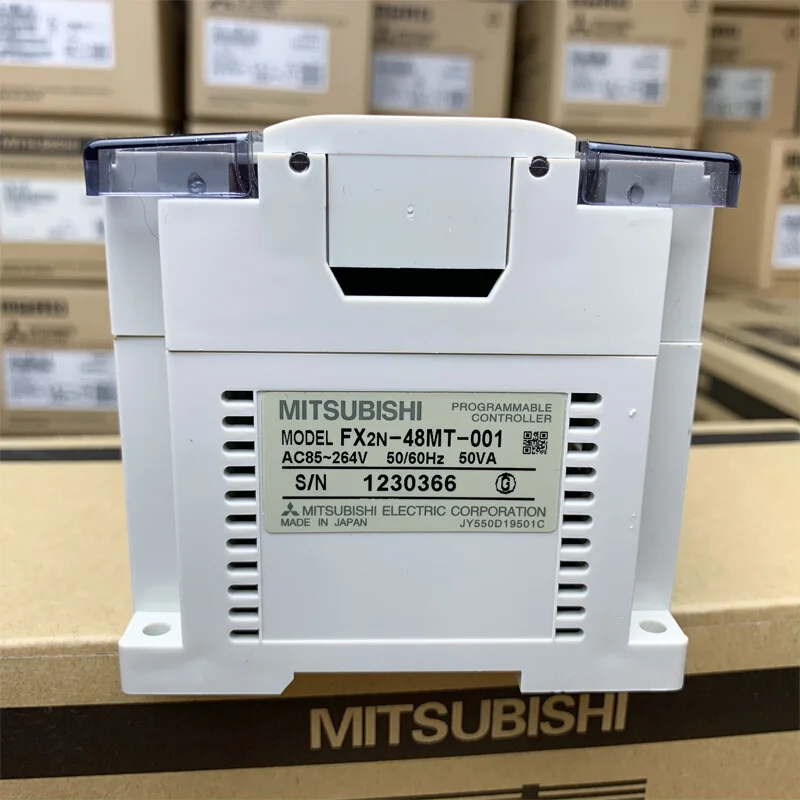 MITSUBISHI
PROGRAMMABLE
CONTROLLER
MODEL FX2N-48MT-001
AC85~264V 50/60Hz 50VA
S/N 1230366 G
MITSUBISHI ELECTRIC CORPORATION
MADE IN JAPAN JY550D19501C
MITSUBISHI